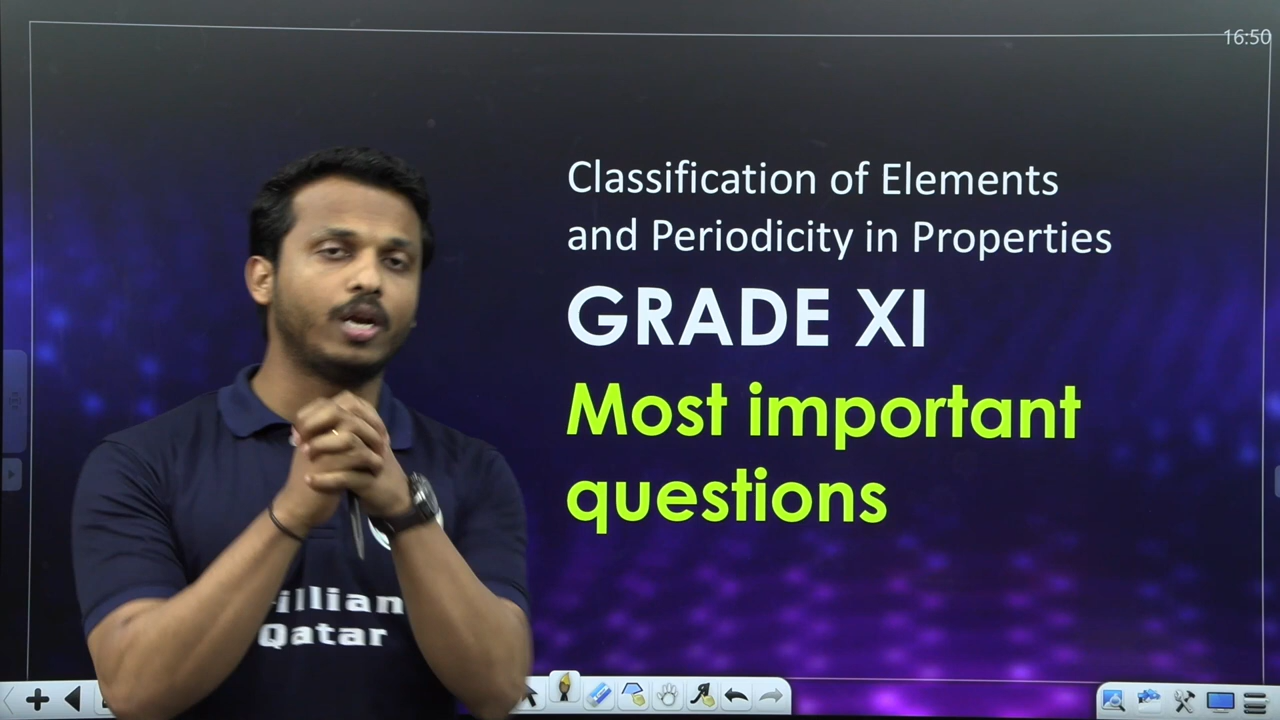 16:50
Classification of Elements
and Periodicity in Properties
GRADE XI
Most important
questions
Qatar